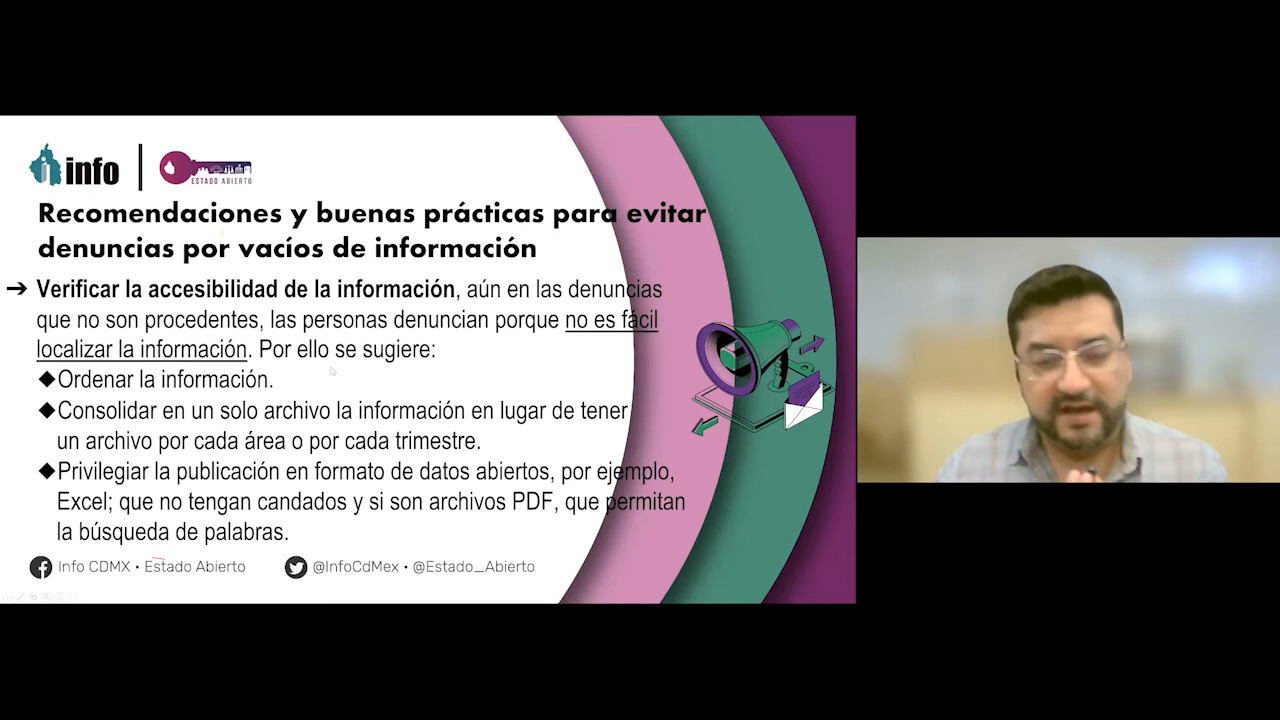 info
ESTADO ABIERTO
Recomendaciones y buenas prácticas para evitar
denuncias por vacíos de información
➔ Verificar la accesibilidad de la información, aún en las denuncias
que no son procedentes, las personas denuncian porque no es fácil
localizar la información. Por ello se sugiere:
◆Ordenar la información.
◆Consolidar en un solo archivo la información en lugar de tener
un archivo por cada área o por cada trimestre.
◆Privilegiar la publicación en formato de datos abiertos, por ejemplo,
Excel; que no tengan candados y si son archivos PDF, que permitan
la búsqueda de palabras.
Info CDMX • Estado Abierto
@InfoCdMex • @Estado_Abierto